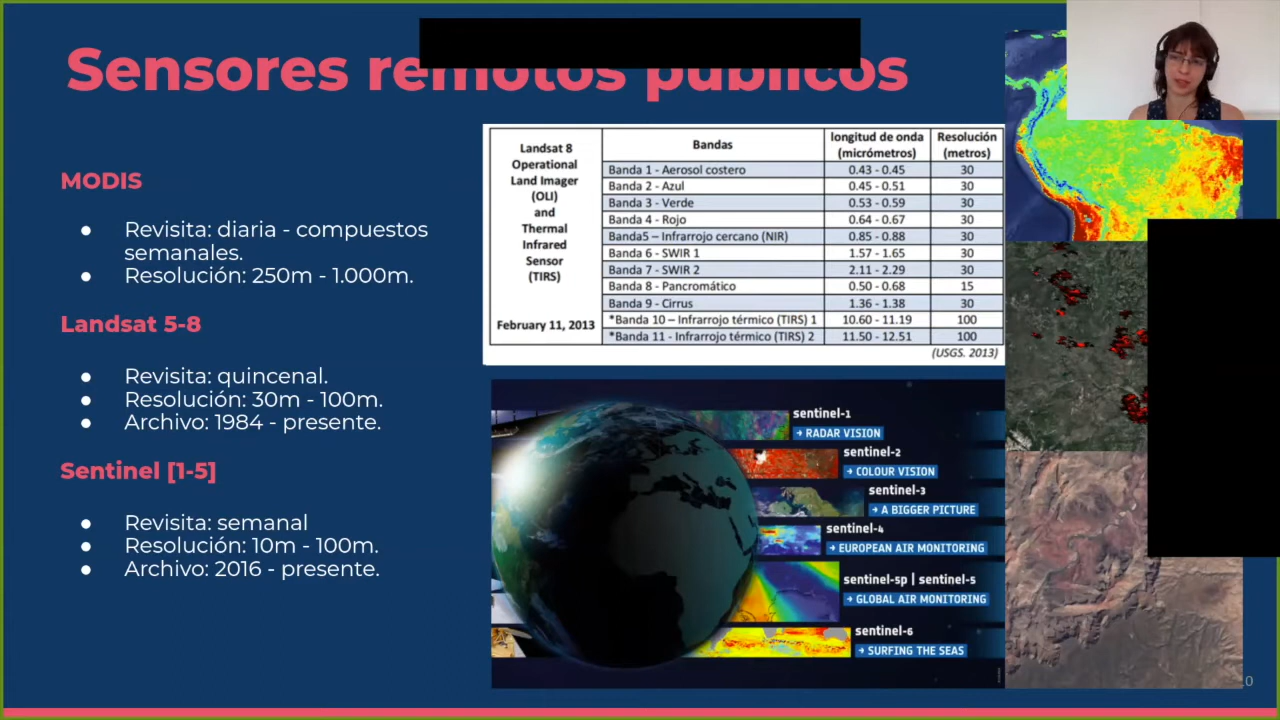 Sensores remotos públicos
MODIS
● Revisita: diaria - compuestos
semanales.
● Resolución: 250m - 1.000m.
Landsat 5-8
● Revisita: quincenal.
● Resolución: 30m - 100m.
● Archivo: 1984 - presente.
Sentinel [1-5]
● Revisita: semanal
● Resolución: 10m - 100m.
● Archivo: 2016 - presente.
Landsat 8
Operational
Land Imager
(OLI)
and
Thermal
Infrared
Sensor
(TIRS)
February 11, 2013
Bandas longitud de onda (micrómetros) Resolución (metros)
Banda 1 - Aerosol costero 0.43 - 0.45 30
Banda 2 - Azul 0.45 - 0.51 30
Banda 3 - Verde 0.53 - 0.59 30
Banda 4 - Rojo 0.64 - 0.67 30
Banda5 – Infrarrojo cercano (NIR) 0.85 - 0.88 30
Banda 6 - SWIR 1 1.57 - 1.65 30
Banda 7 - SWIR 2 2.11 - 2.29 30
Banda 8 - Pancromático 0.50 - 0.68 15
Banda 9 - Cirrus 1.36 - 1.38 30
*Banda 10 – Infrarrojo térmico (TIRS) 1 10.60 - 11.19 100
*Banda 11 - Infrarrojo térmico (TIRS) 2 11.50 - 12.51 100
(USGS. 2013)
sentinel-1
→ RADAR VISION
sentinel-2
→ COLOUR VISION
sentinel-3
→ A BIGGER PICTURE
sentinel-4
→ EUROPEAN AIR MONITORING
sentinel-5p | sentinel-5
→ GLOBAL AIR MONITORING
sentinel-6
→ SURFING THE SEAS